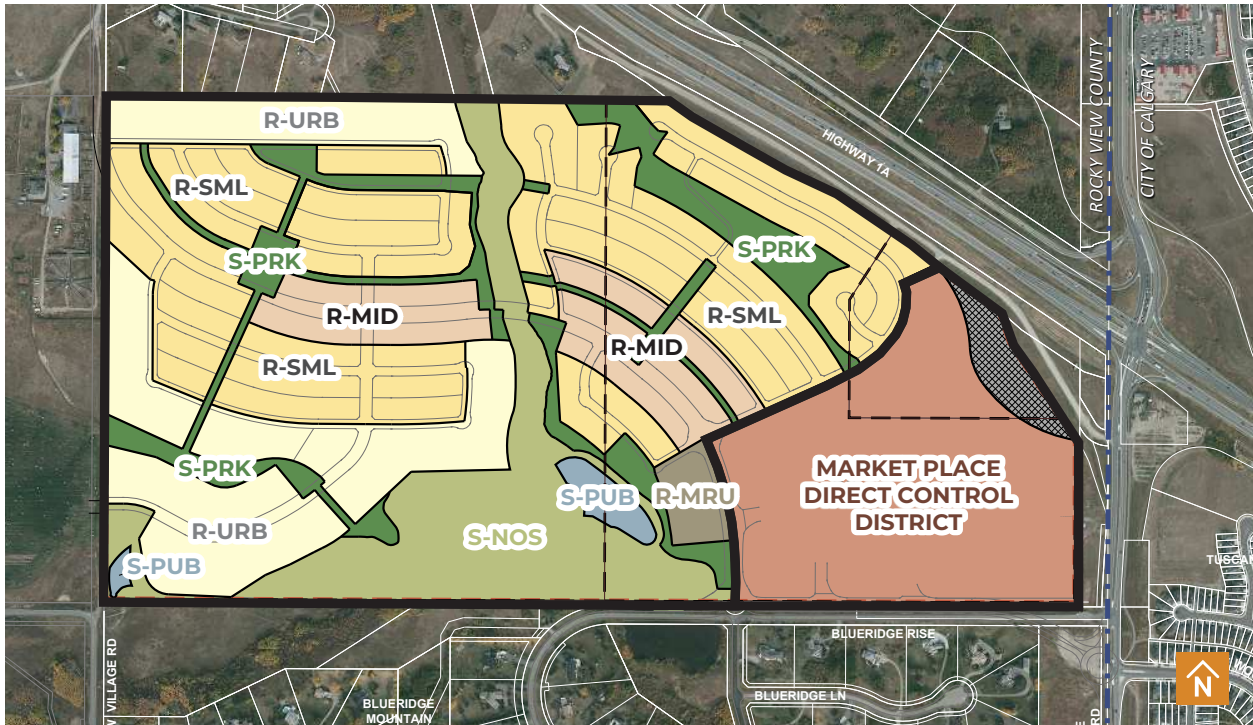 R-URB
HIGHWAY 1A
ROCKY VIEW COUNTY
CITY OF CALGARY
R-SML
S-PRK
S-PRK
R-MID
R-SML
R-MID
R-SML
S-PRK
MARKET PLACE
DIRECT CONTROL
DISTRICT
S-PUB
R-MRU
R-URB
S-NOS
S-PUB
BLUERIDGE RISE
VILLAGE RD
BLUERIDGE LN
BLUERIDGE
MOUNTAIN
RD
N